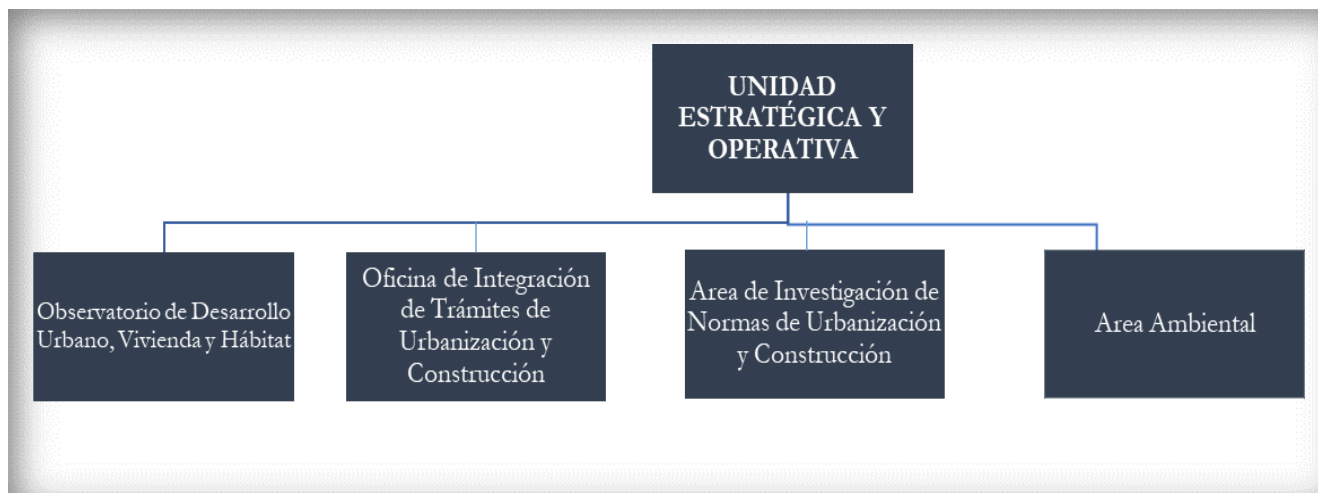 UNIDAD
ESTRATÉGICA Y
OPERATIVA
Observatorio de Desarrollo
Urbano, Vivienda y Hábitat
Oficina de Integración
de Trámites de
Urbanización y
Construcción
Area de Investigación de
Normas de Urbanización
y Construcción
Area Ambiental